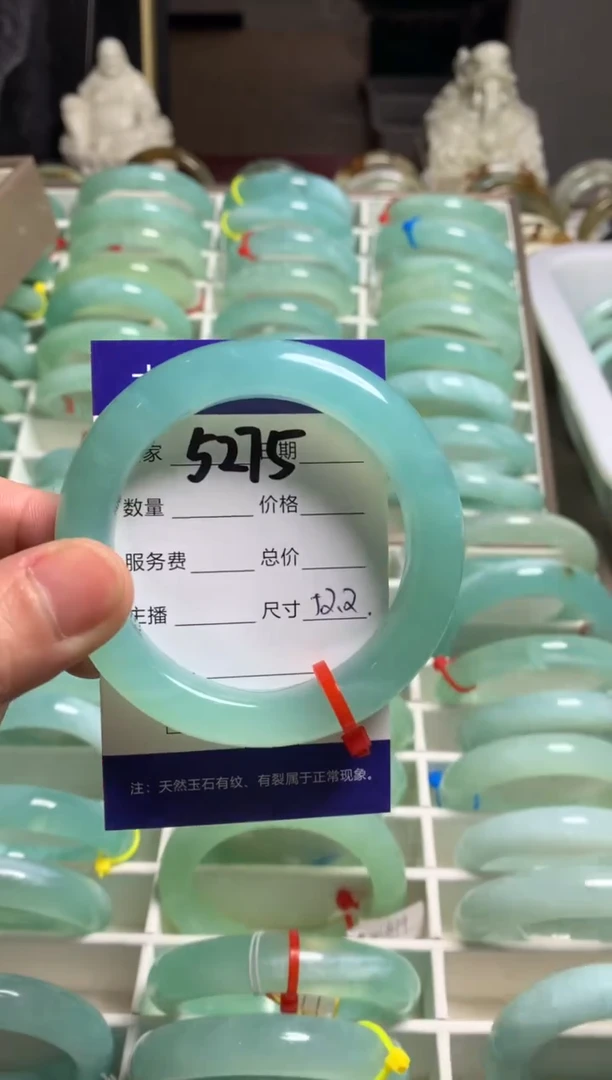 家 5275 期
数量 价格
服务费 总价
主播 尺寸 52.2.
注：天然玉石有纹、有裂属于正常现象。